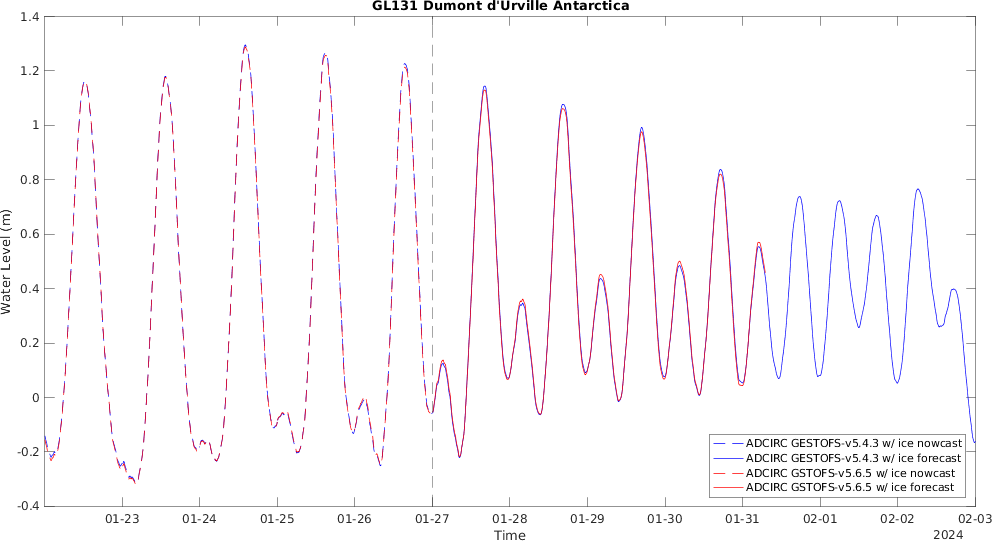 GL131 Dumont d'Urville Antarctica
1.4
1.2
1
0.8
0.6
0.4
0.2
0
-0.2
-0.4
Water Level (m)
01-23 01-24 01-25 01-26 01-27 01-28 01-29 01-30 01-31 02-01 02-02 02-03
Time
2024
ADCIRC GESTOFS-v5.4.3 w/ ice nowcast
ADCIRC GESTOFS-v5.4.3 w/ ice forecast
ADCIRC GSTOFS-v5.6.5 w/ ice nowcast
ADCIRC GSTOFS-v5.6.5 w/ ice forecast